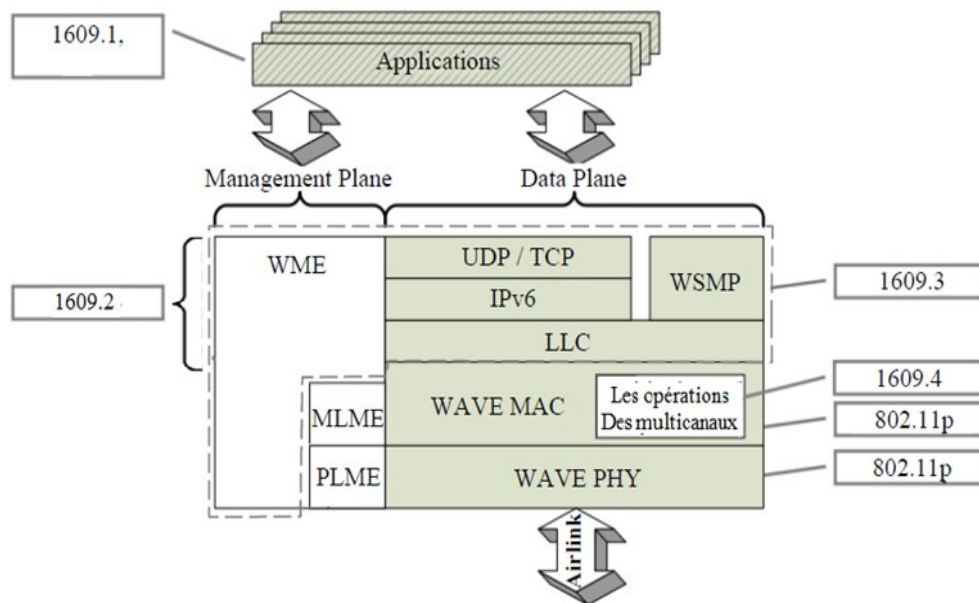 1609.1,
Applications
Management Plane
Data Plane
WME
UDP / TCP
WSMP
1609.3
1609.2
IPv6
LLC
1609.4
Les opérations
Des multicanaux
MLME
WAVE MAC
802.11p
PLME
WAVE PHY
802.11p
Airlink